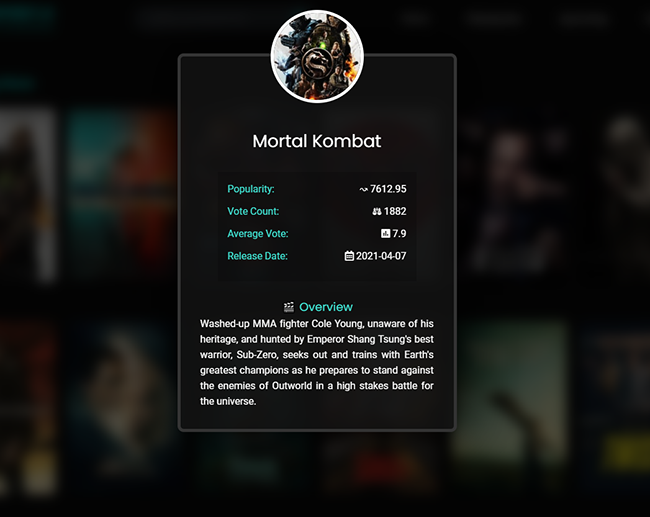 Mortal Kombat
Popularity: 7612.95
Vote Count: 1882
Average Vote: 7.9
Release Date: 2021-04-07
Overview
Washed-up MMA fighter Cole Young, unaware of his
heritage, and hunted by Emperor Shang Tsung's best
warrior, Sub-Zero, seeks out and trains with Earth's
greatest champions as he prepares to stand against
the enemies of Outworld in a high stakes battle for
the universe.